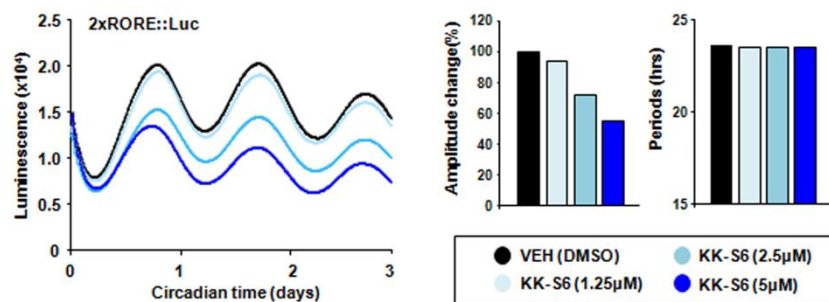 2xRORE::Luc
Luminescence (x10⁴)
2.5
2.0
1.5
1.0
0.5
0
1
2
3
Circadian time (days)
Amplitude change(%)
120
100
80
60
40
20
0
Periods (hrs)
25
20
15
VEH (DMSO)
KK-S6 (2.5μM)
KK-S6 (1.25μM)
KK-S6 (5μM)